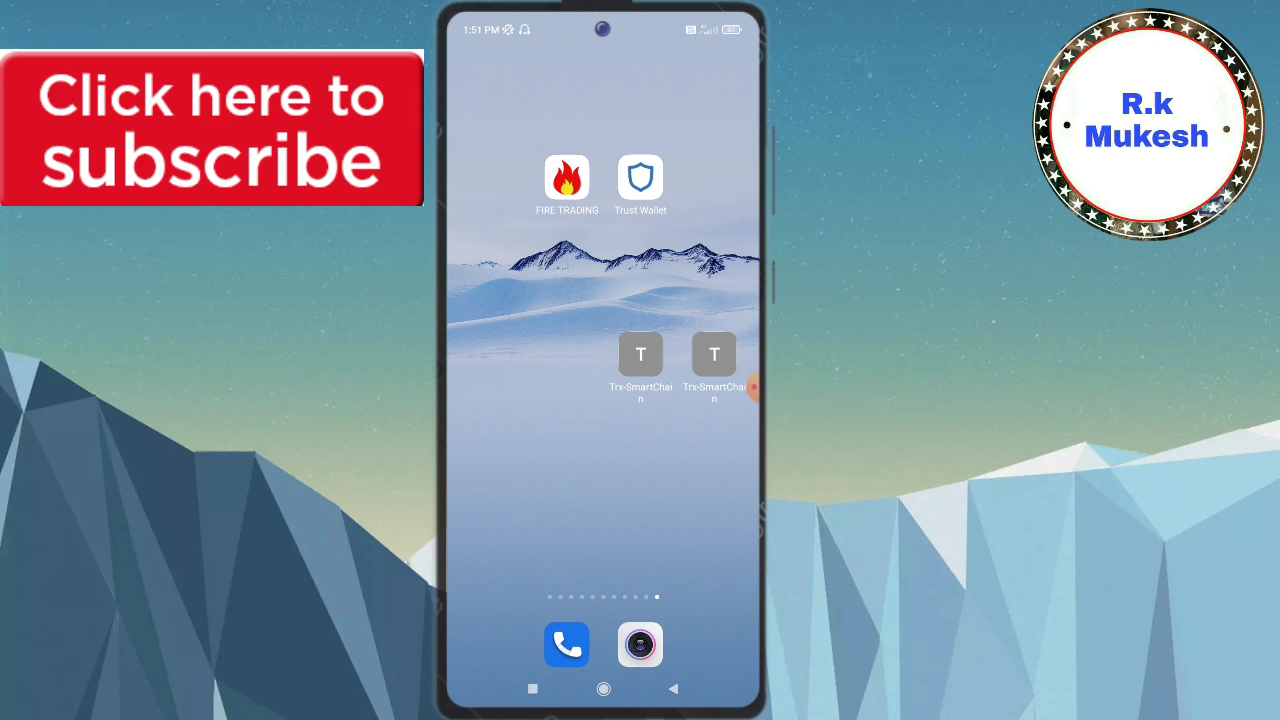 Click here to
subscribe
1:51 PM
FIRE TRADING
Trust Wallet
T
T
Trx-SmartChai
n
Trx-SmartChai
n
R.k
Mukesh